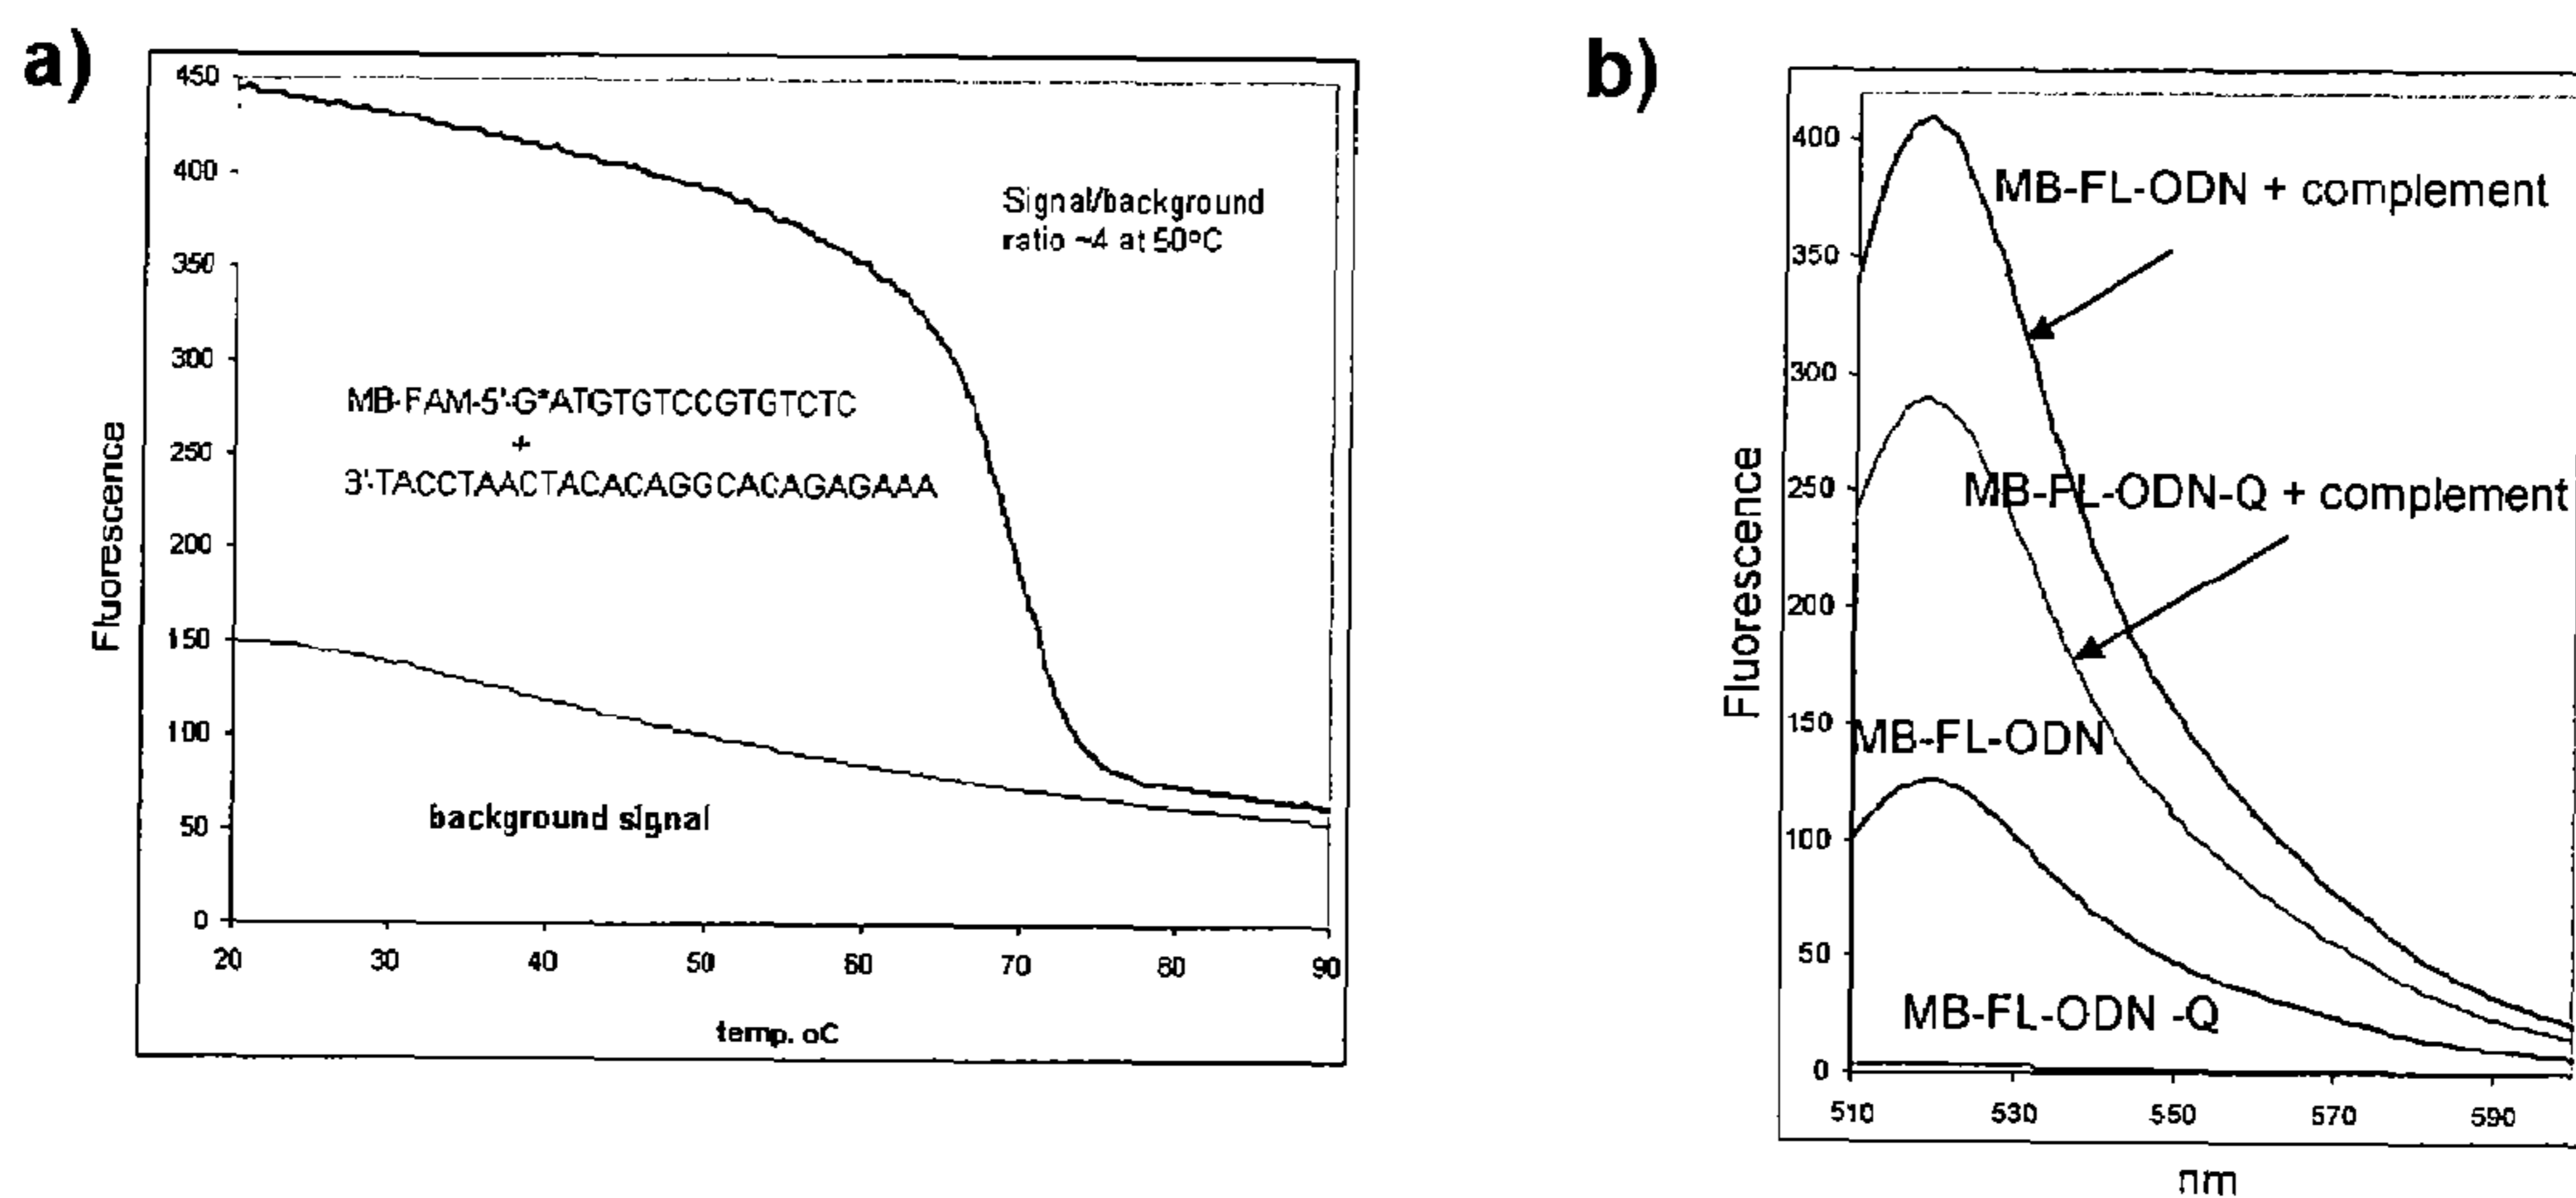 a)
450
400
350
300
250
200
150
100
50
0
Fluorescence
Signal/background
ratio ~4 at 50ºC
MB-FAM-5'-G*ATGTGTCCGTGTCTC
+
3'-TACCTAACTACACAGGCACAGAGAAA
background signal
20 30 40 50 60 70 80 90
temp. oC
b)
400
350
300
250
200
150
100
50
0
Fluorescence
MB-FL-ODN + complement
MB-FL-ODN-Q + complement
MB-FL-ODN
MB-FL-ODN -Q
510 530 550 570 590
nm